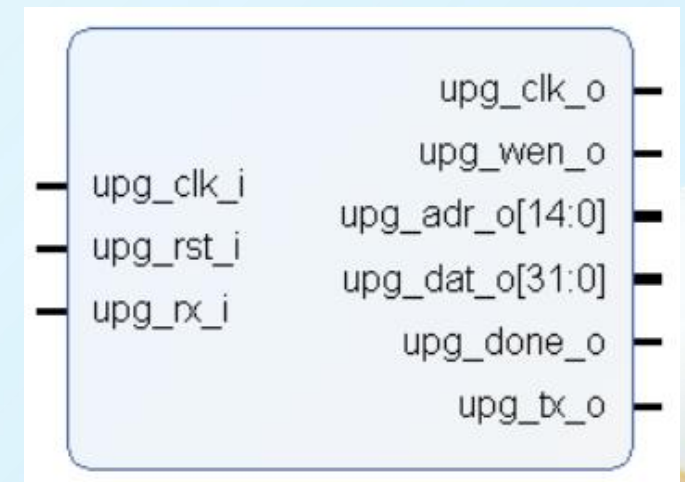 upg_clk_i
upg_rst_i
upg_rx_i
upg_clk_o
upg_wen_o
upg_adr_o[14:0]
upg_dat_o[31:0]
upg_done_o
upg_tx_o